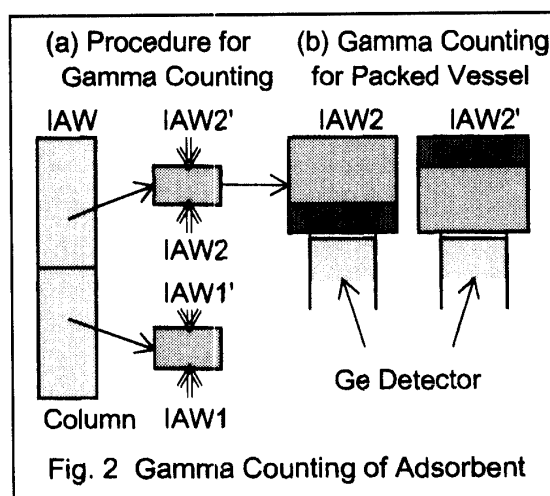 (a) Procedure for
Gamma Counting
(b) Gamma Counting
for Packed Vessel
IAW
IAW2'
IAW2
IAW1'
IAW1
Column
IAW2
IAW2'
Ge Detector
Fig. 2 Gamma Counting of Adsorbent